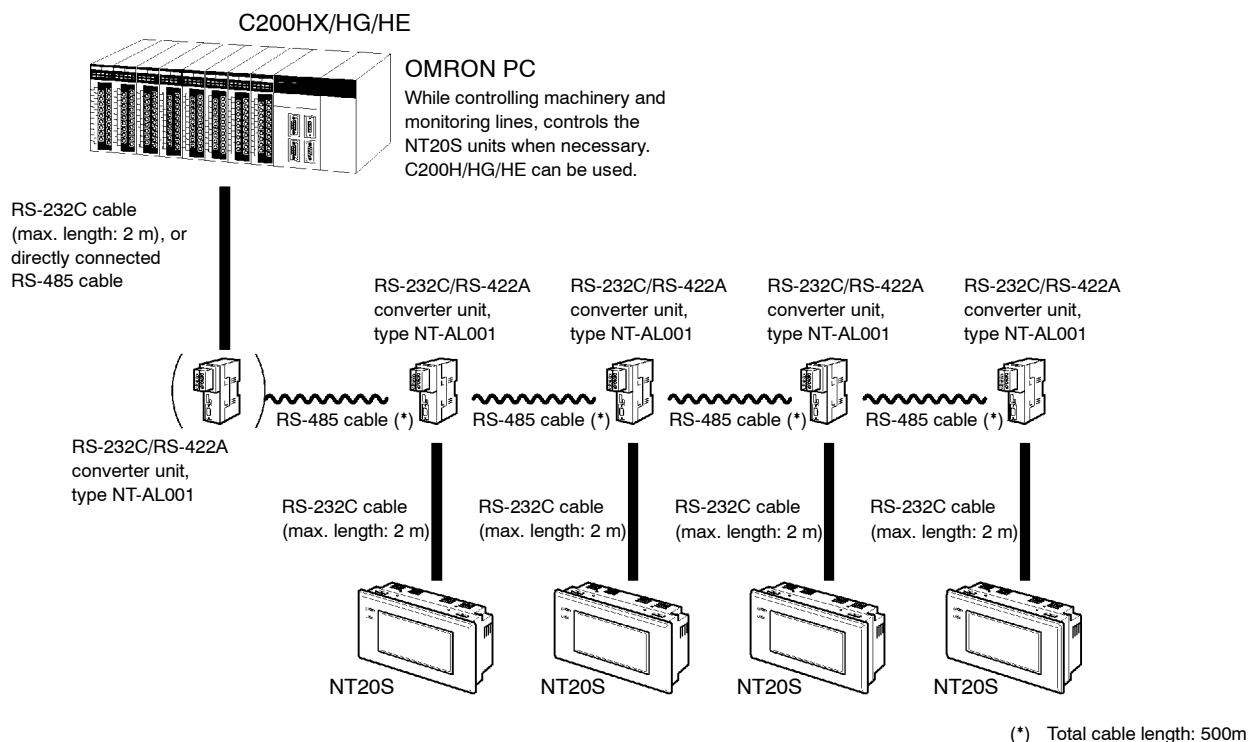 C200HX/HG/HE
OMRON PC
While controlling machinery and
monitoring lines, controls the
NT20S units when necessary.
C200H/HG/HE can be used.
RS-232C cable
(max. length: 2 m), or
directly connected
RS-485 cable
RS-232C/RS-422A
converter unit,
type NT-AL001
RS-232C/RS-422A
converter unit,
type NT-AL001
RS-232C/RS-422A
converter unit,
type NT-AL001
RS-232C/RS-422A
converter unit,
type NT-AL001
RS-485 cable (*)
RS-485 cable (*)
RS-485 cable (*)
RS-485 cable (*)
RS-232C/RS-422A
converter unit,
type NT-AL001
RS-232C cable
(max. length: 2 m)
RS-232C cable
(max. length: 2 m)
RS-232C cable
(max. length: 2 m)
RS-232C cable
(max. length: 2 m)
NT20S
NT20S
NT20S
NT20S
(*) Total cable length: 500m